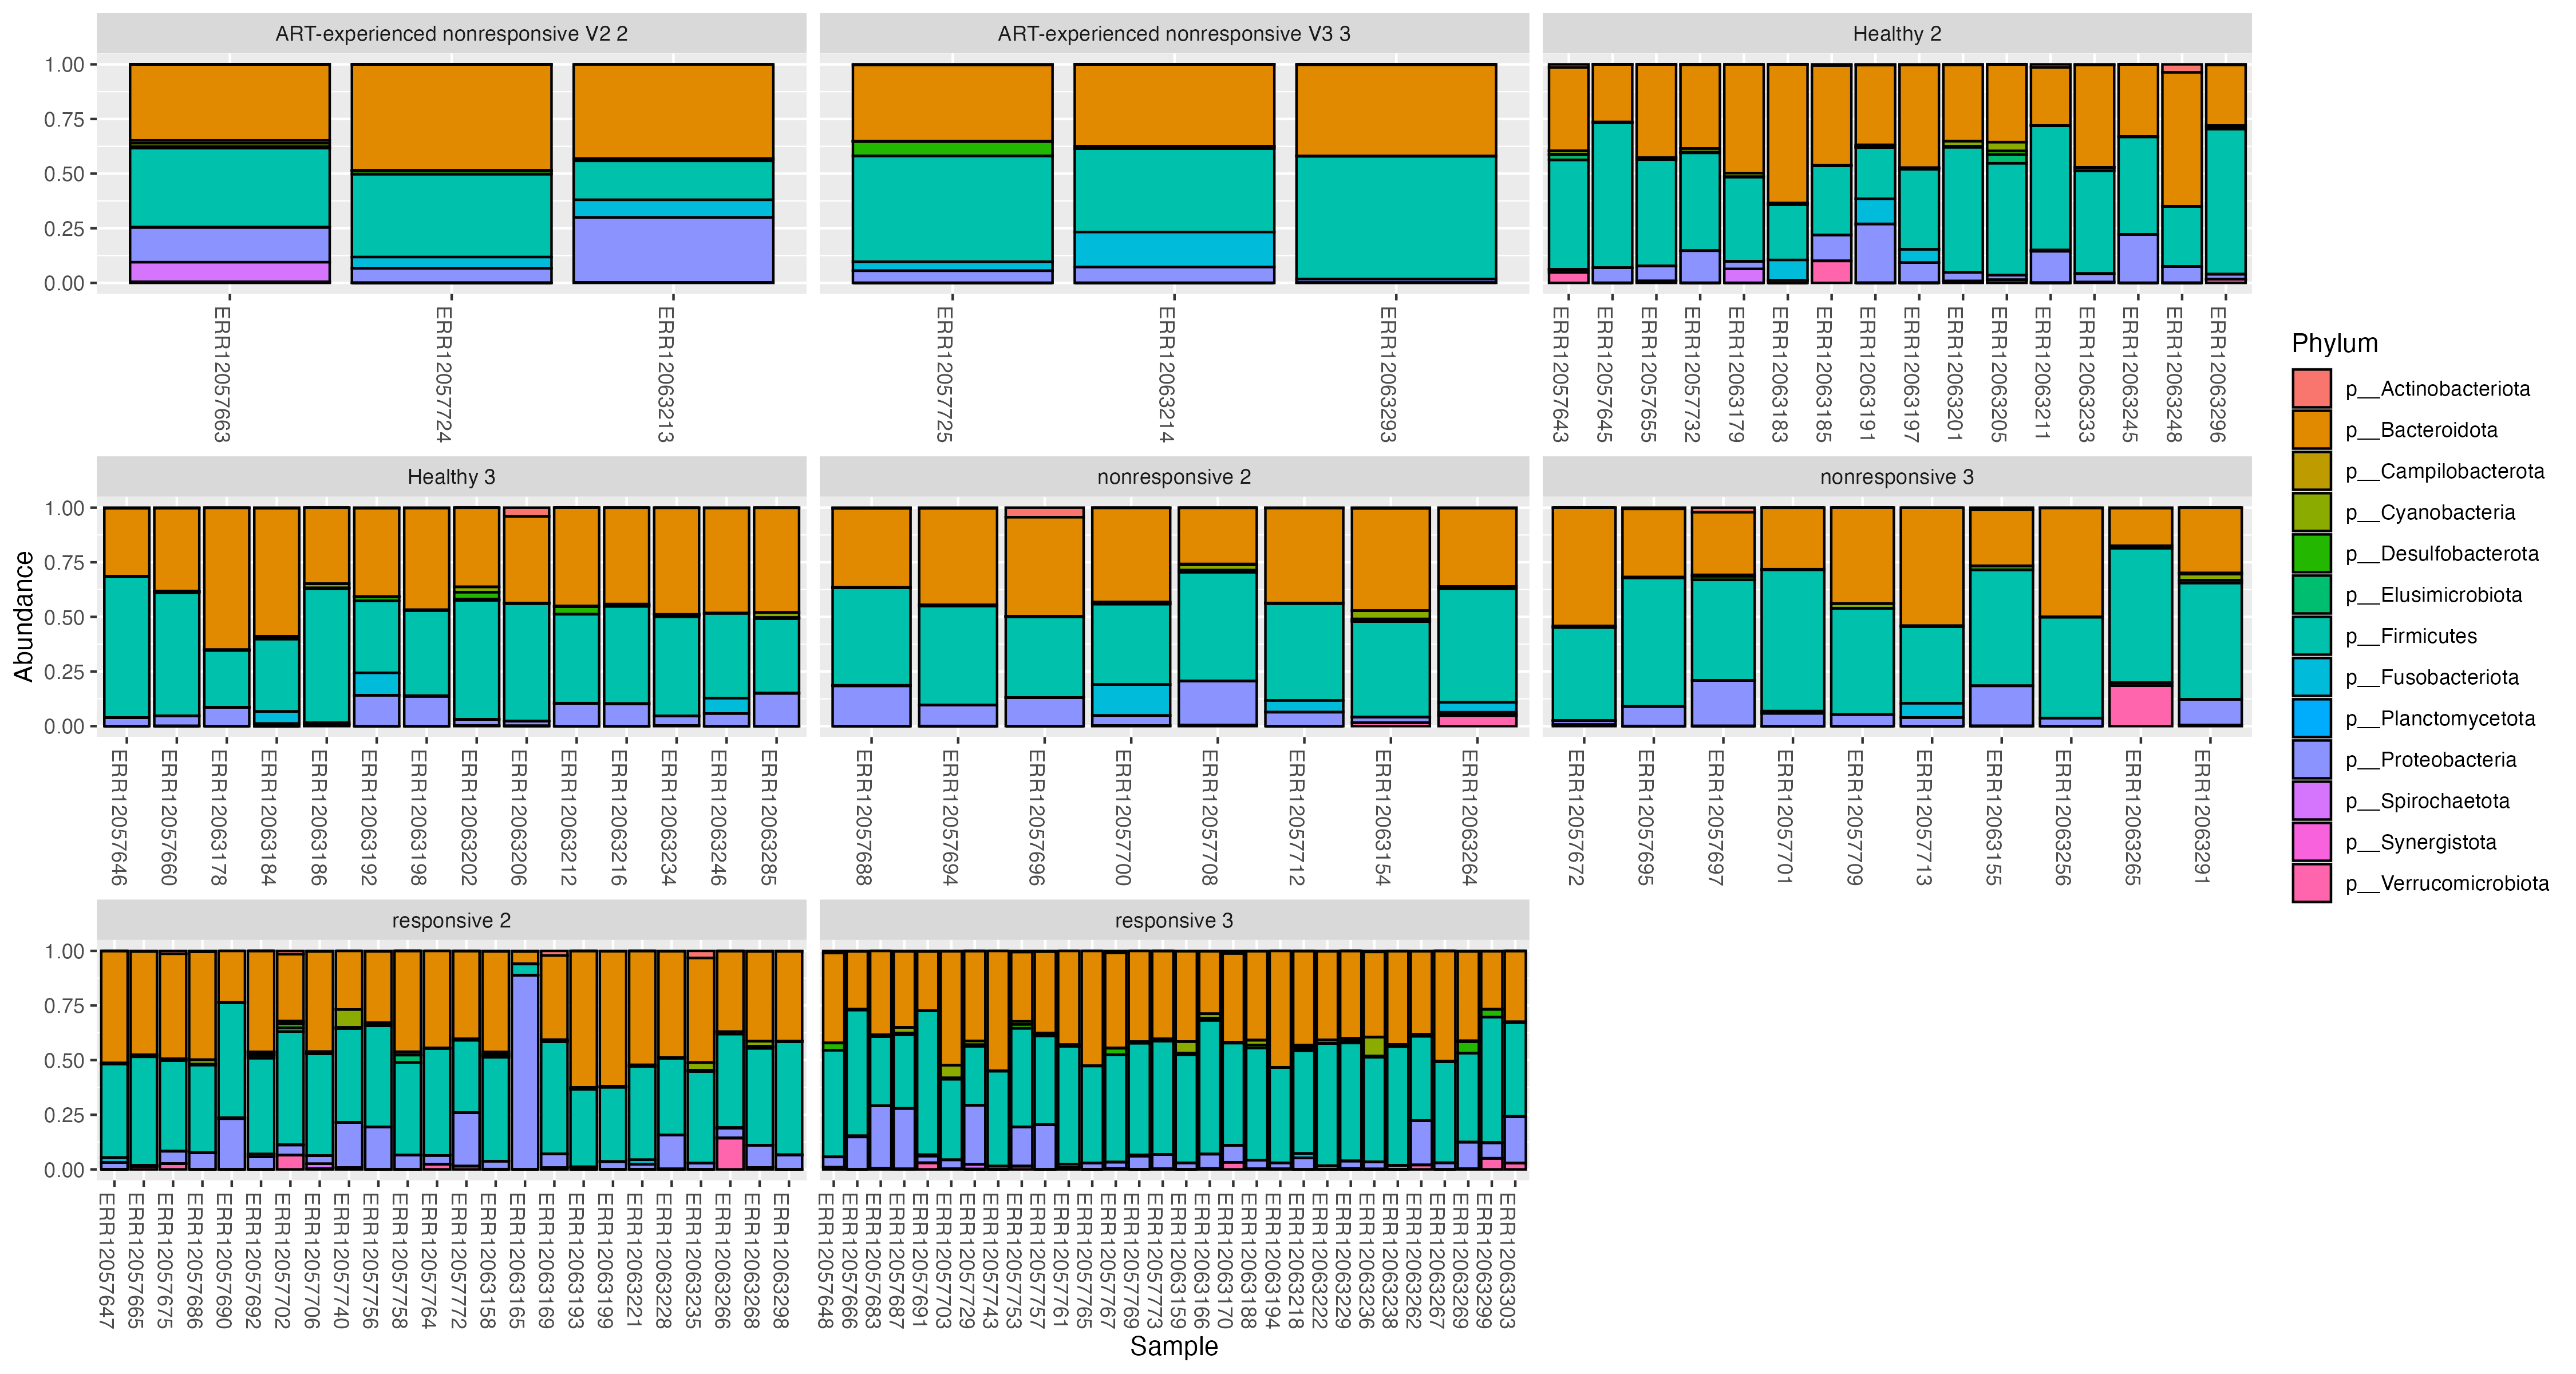 ART-experienced nonresponsive V2 2
ART-experienced nonresponsive V3 3
Healthy 2
1.00
0.75
0.50
0.25
0.00
ERR12057663
ERR12057724
ERR12063213
ERR12057725
ERR12063214
ERR12063293
ERR12057643
ERR12057645
ERR12057655
ERR12057732
ERR12063179
ERR12063183
ERR12063185
ERR12063191
ERR12063197
ERR12063201
ERR12063205
ERR12063211
ERR12063233
ERR12063245
ERR12063248
ERR12063296
Healthy 3
nonresponsive 2
nonresponsive 3
Abundance
1.00
0.75
0.50
0.25
0.00
ERR12057646
ERR12057660
ERR12063178
ERR12063184
ERR12063186
ERR12063192
ERR12063198
ERR12063202
ERR12063206
ERR12063212
ERR12063216
ERR12063234
ERR12063246
ERR12063285
ERR12057688
ERR12057694
ERR12057696
ERR12057700
ERR12057708
ERR12057712
ERR12063154
ERR12063264
ERR12057672
ERR12057695
ERR12057697
ERR12057701
ERR12057709
ERR12057713
ERR12063155
ERR12063256
ERR12063265
ERR12063291
responsive 2
responsive 3
1.00
0.75
0.50
0.25
0.00
ERR12057647
ERR12057665
ERR12057675
ERR12057686
ERR12057690
ERR12057692
ERR12057702
ERR12057706
ERR12057740
ERR12057756
ERR12057758
ERR12057764
ERR12057772
ERR12063158
ERR12063165
ERR12063169
ERR12063193
ERR12063199
ERR12063221
ERR12063228
ERR12063235
ERR12063266
ERR12063268
ERR12063298
ERR12057648
ERR12057666
ERR12057683
ERR12057687
ERR12057691
ERR12057703
ERR12057729
ERR12057743
ERR12057753
ERR12057757
ERR12057761
ERR12057765
ERR12057767
ERR12057769
ERR12057773
ERR12063159
ERR12063166
ERR12063170
ERR12063188
ERR12063194
ERR12063218
ERR12063222
ERR12063229
ERR12063236
ERR12063238
ERR12063262
ERR12063267
ERR12063269
ERR12063299
ERR12063303
Sample
Phylum
p__Actinobacteriota
p__Bacteroidota
p__Campilobacterota
p__Cyanobacteria
p__Desulfobacterota
p__Elusimicrobiota
p__Firmicutes
p__Fusobacteriota
p__Planctomycetota
p__Proteobacteria
p__Spirochaetota
p__Synergistota
p__Verrucomicrobiota